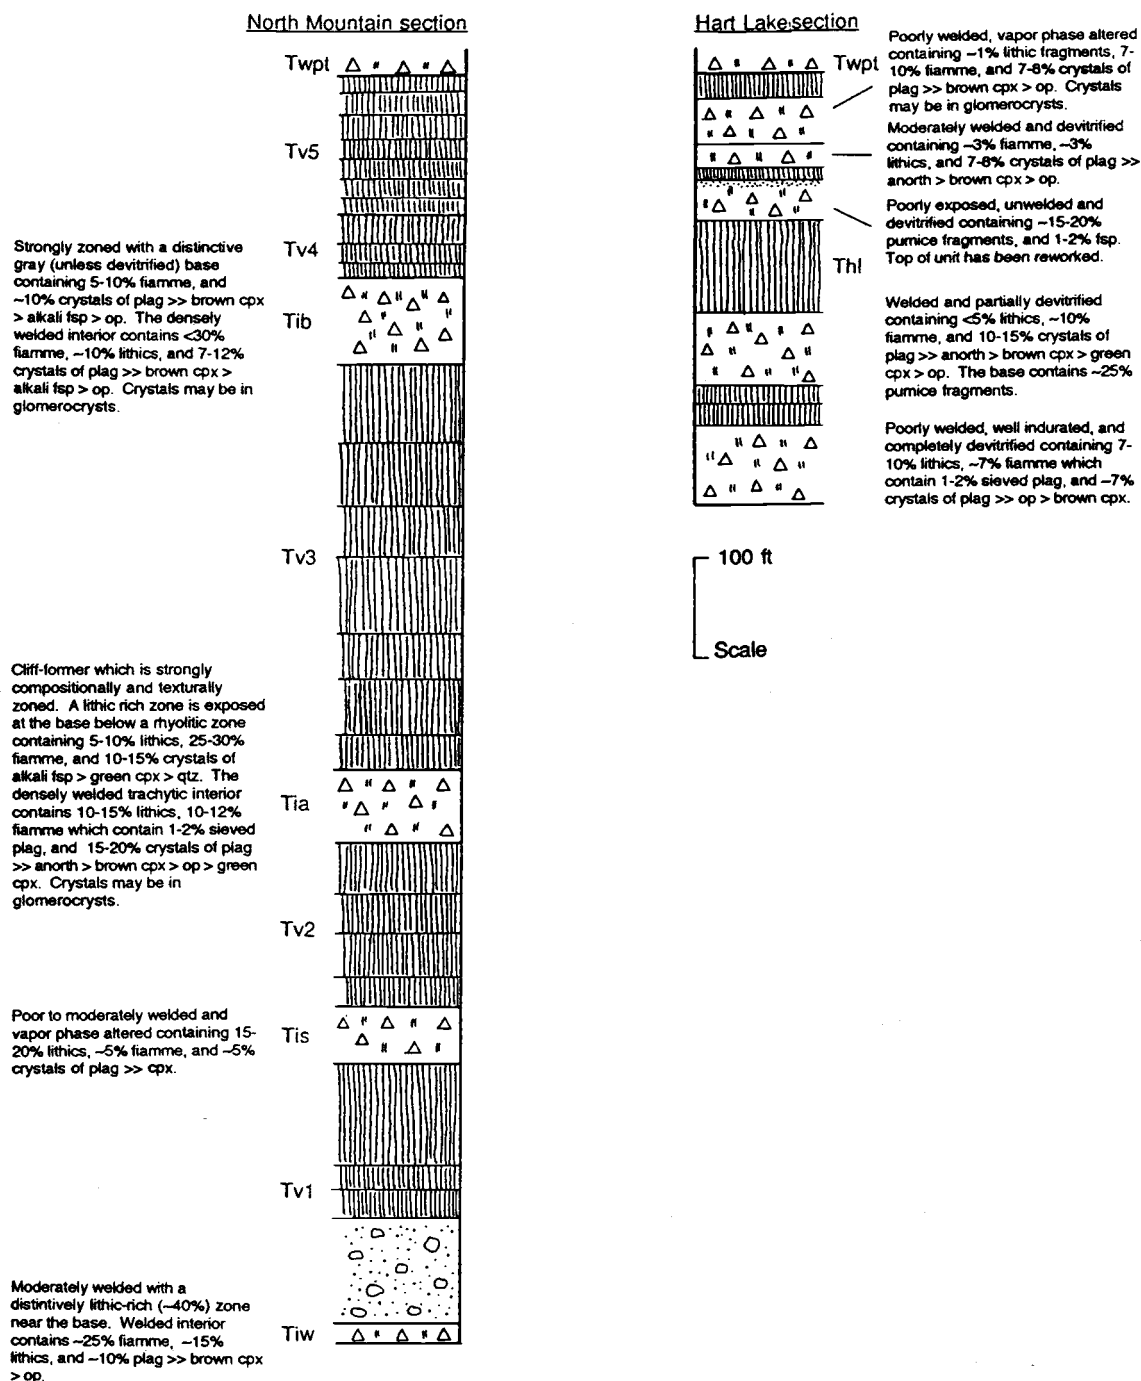 North Mountain section
Twpt
Tv5
Tv4
Strongly zoned with a distinctive
gray (unless devitrified) base
containing 5-10% fiamme, and
~10% crystals of plag >> brown cpx
> alkali fsp > op. The densely
welded interior contains <30%
fiamme, ~10% lithics, and 7-12%
crystals of plag >> brown cpx >
alkali fsp > op. Crystals may be in
glomerocrysts.
Tib
Tv3
Cliff-former which is strongly
compositionally and texturally
zoned. A lithic rich zone is exposed
at the base below a rhyolitic zone
containing 5-10% lithics, 25-30%
fiamme, and 10-15% crystals of
alkali fsp > green cpx > qtz. The
densely welded trachytic interior
contains 10-15% lithics, 10-12%
fiamme which contain 1-2% sieved
plag, and 15-20% crystals of plag
>> anorth > brown cpx > op > green
cpx. Crystals may be in
glomerocrysts.
Tia
Tv2
Poor to moderately welded and
vapor phase altered containing 15-
20% lithics, ~5% fiamme, and ~5%
crystals of plag >> cpx.
Tis
Tv1
Moderately welded with a
distintively lithic-rich (~40%) zone
near the base. Welded interior
contains ~25% fiamme, ~15%
lithics, and ~10% plag >> brown cpx
> op.
Tiw
Hart Lake section
Twpt
Poorly welded, vapor phase altered
containing ~1% lithic fragments, 7-
10% fiamme, and 7-8% crystals of
plag >> brown cpx > op. Crystals
may be in glomerocrysts.
Moderately welded and devitrified
containing ~3% fiamme, ~3%
lithics, and 7-8% crystals of plag >>
anorth > brown cpx > op.
Poorly exposed, unwelded and
devitrified containing ~15-20%
pumice fragments, and 1-2% fsp.
Top of unit has been reworked.
Thl
Welded and partially devitrified
containing <5% lithics, ~10%
fiamme, and 10-15% crystals of
plag >> anorth > brown cpx > green
cpx > op. The base contains ~25%
pumice fragments.
Poorly welded, well indurated, and
completely devitrified containing 7-
10% lithics, ~7% fiamme which
contain 1-2% sieved plag, and ~7%
crystals of plag >> op > brown cpx.
100 ft
Scale